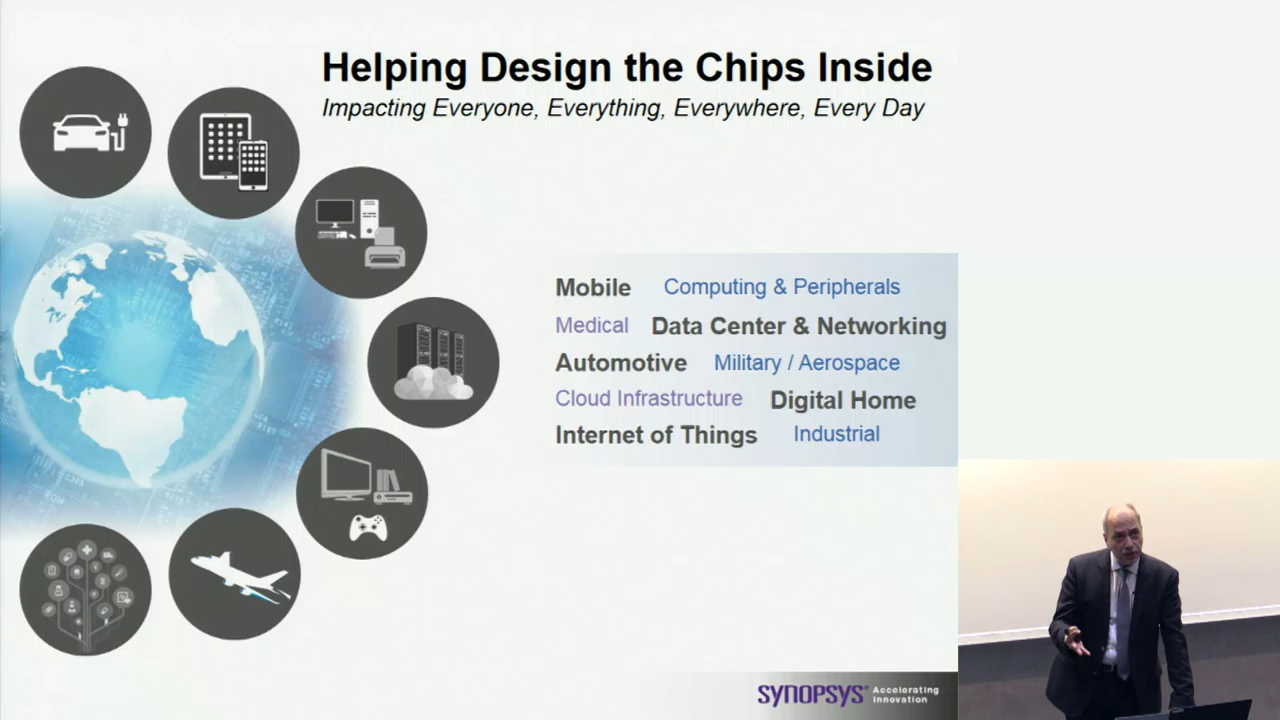 Helping Design the Chips Inside
Impacting Everyone, Everything, Everywhere, Every Day
Mobile Computing & Peripherals
Medical Data Center & Networking
Automotive Military / Aerospace
Cloud Infrastructure Digital Home
Internet of Things Industrial
SYNOPSYS® Accelerating
Innovation